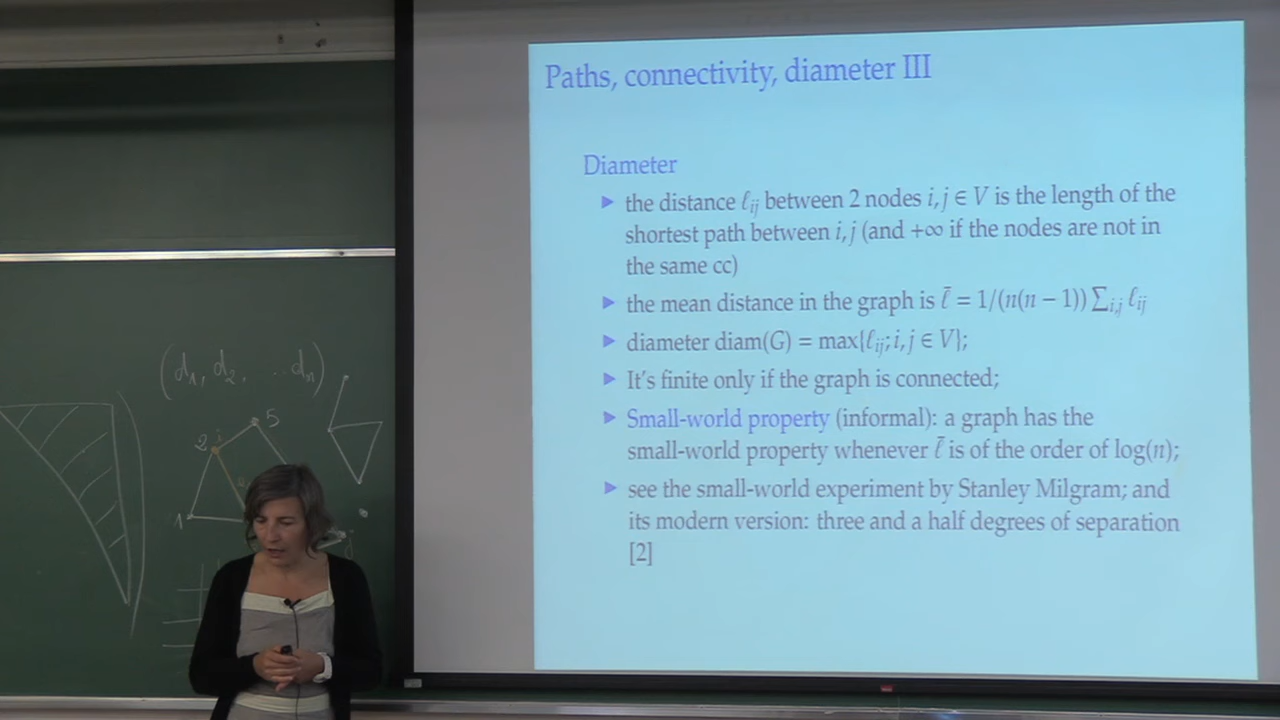 Paths, connectivity, diameter III
Diameter
▶ the distance ℓij between 2 nodes i, j ∈ V is the length of the
shortest path between i, j (and +∞ if the nodes are not in
the same cc)
▶ the mean distance in the graph is ℓ̄ = 1/(n(n − 1)) ∑i,j ℓij
▶ diameter diam(G) = max{ℓij; i, j ∈ V};
▶ It's finite only if the graph is connected;
▶ Small-world property (informal): a graph has the
small-world property whenever ℓ̄ is of the order of log(n);
▶ see the small-world experiment by Stanley Milgram; and
its modern version: three and a half degrees of separation
[2]
(d1, d2, ... dn)
5
2 i
1
j